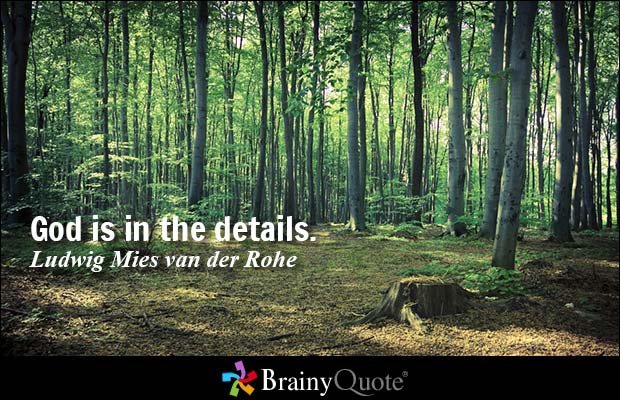 God is in the details.
Ludwig Mies van der Rohe
BrainyQuote®